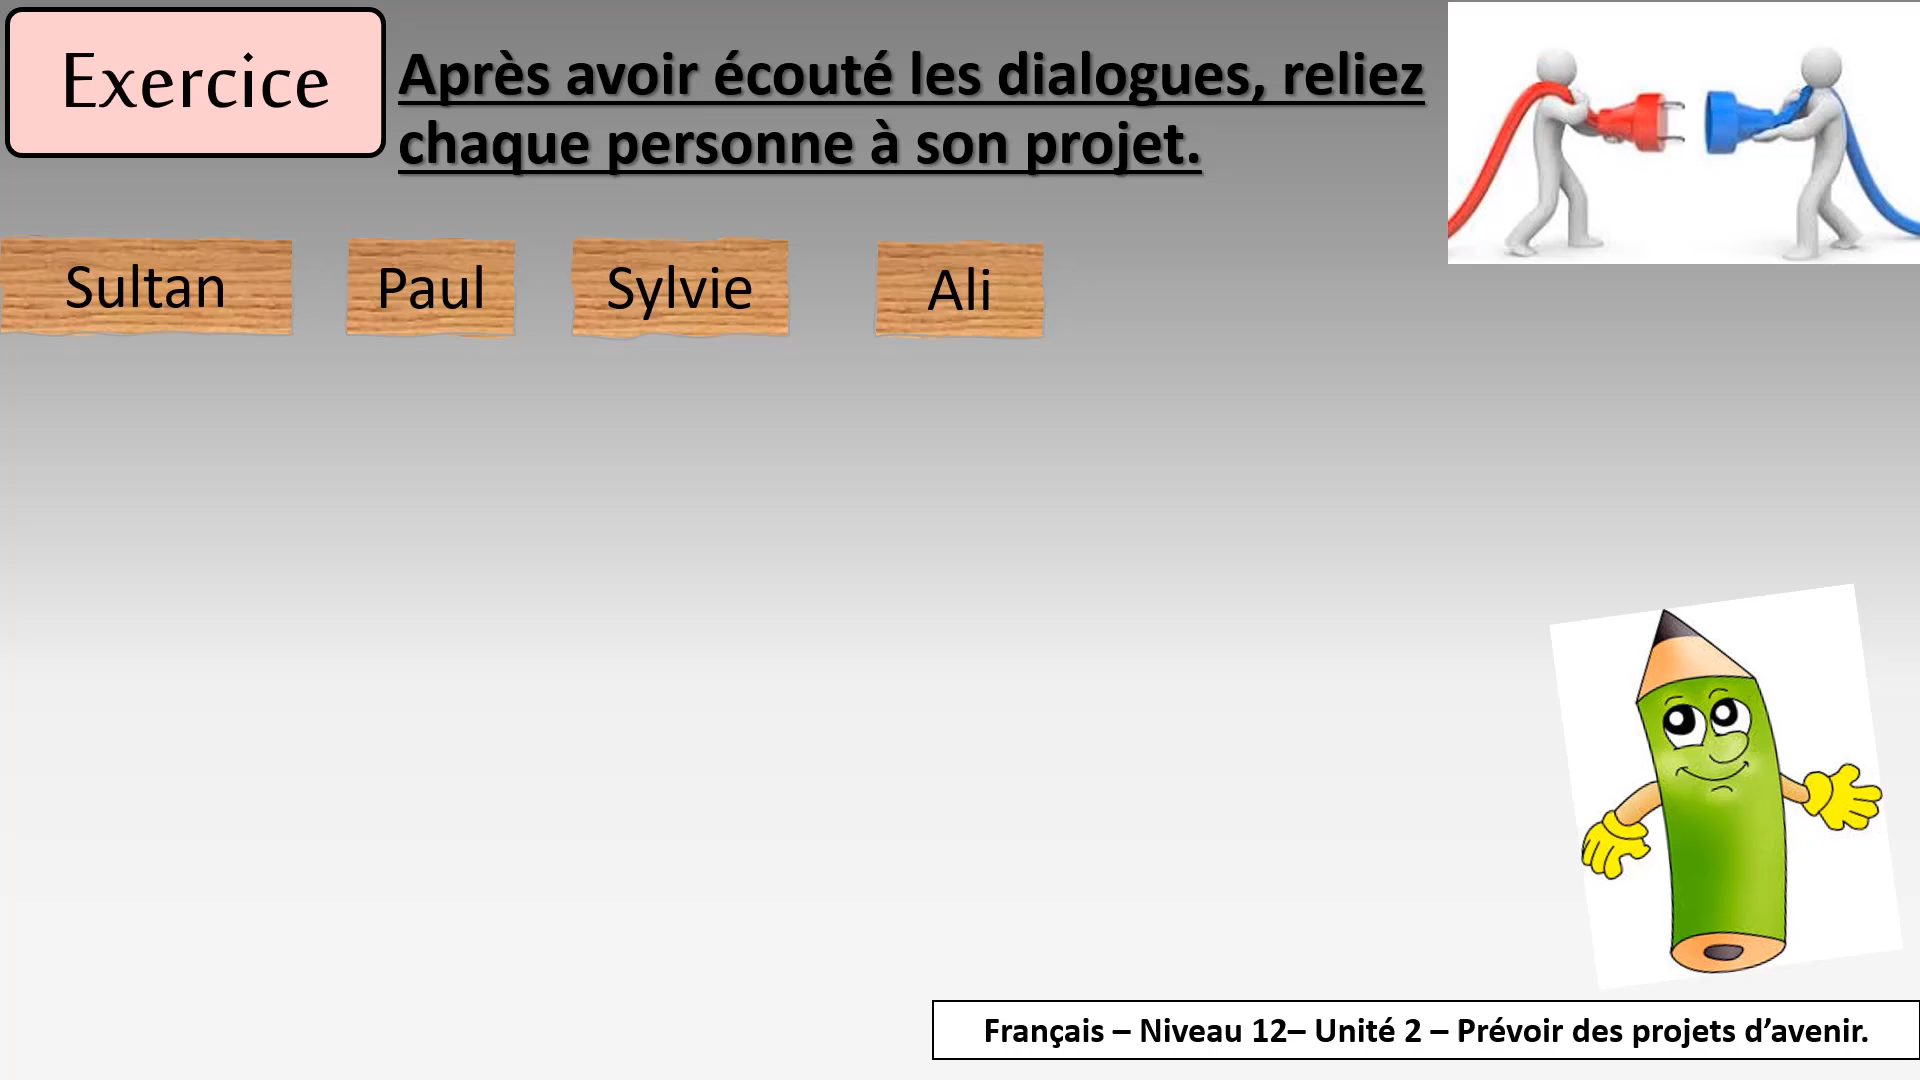 Exercice
Après avoir écouté les dialogues, reliez
chaque personne à son projet.
Sultan
Paul
Sylvie
Ali
Français – Niveau 12– Unité 2 – Prévoir des projets d’avenir.